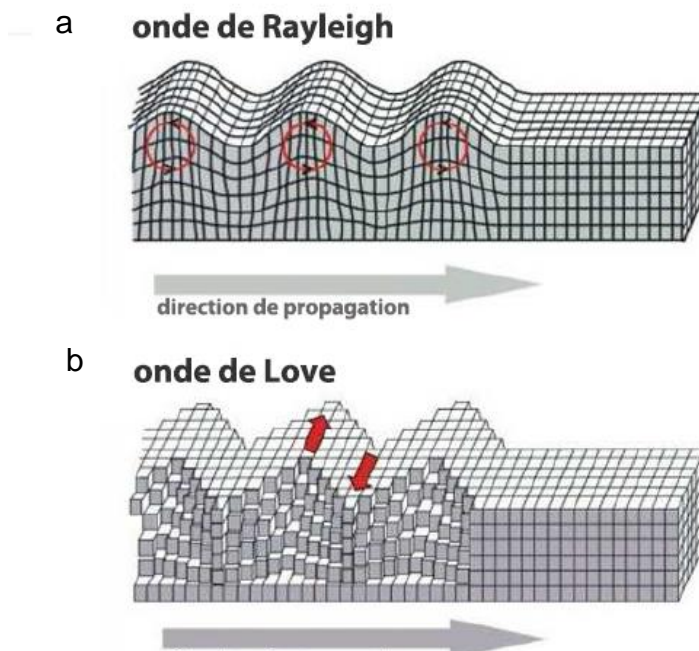 a
onde de Rayleigh
direction de propagation
b
onde de Love